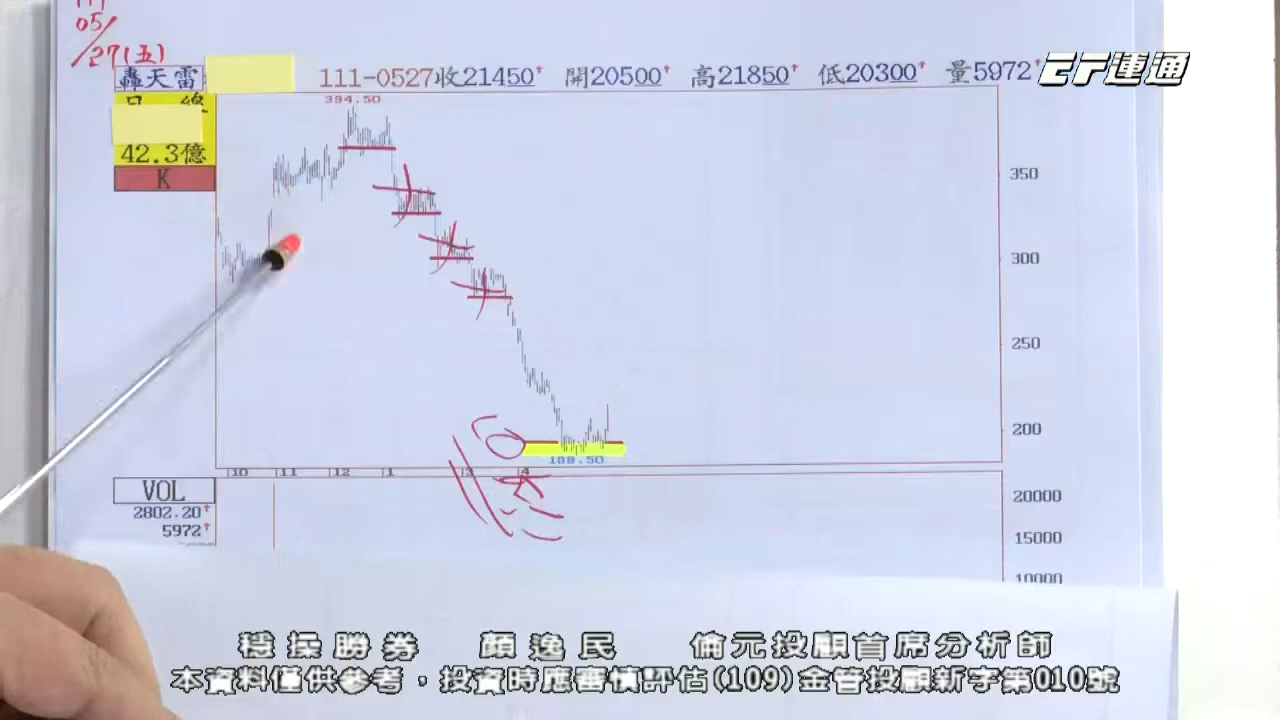 111
05/
27(五)
轟天雷 111-0527收21450↑ 開20500↑ 高21850↑ 低20300↑ 量5972↑
EF運通
日 線
394.50
42.3億
K
350
300
250
200
188.50
10 11 12 1 3 4
VOL
2802.20↑
5972↑
20000
15000
10000
穩操勝券 顏逸民 倫元投顧首席分析師
本資料僅供參考,投資時應審慎評估(109)金管投顧新字第010號